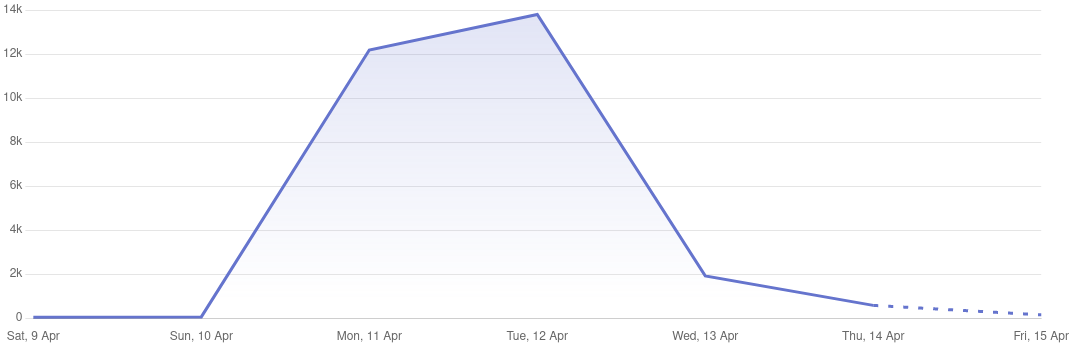 14k
12k
10k
8k
6k
4k
2k
0
Sat, 9 Apr Sun, 10 Apr Mon, 11 Apr Tue, 12 Apr Wed, 13 Apr Thu, 14 Apr Fri, 15 Apr